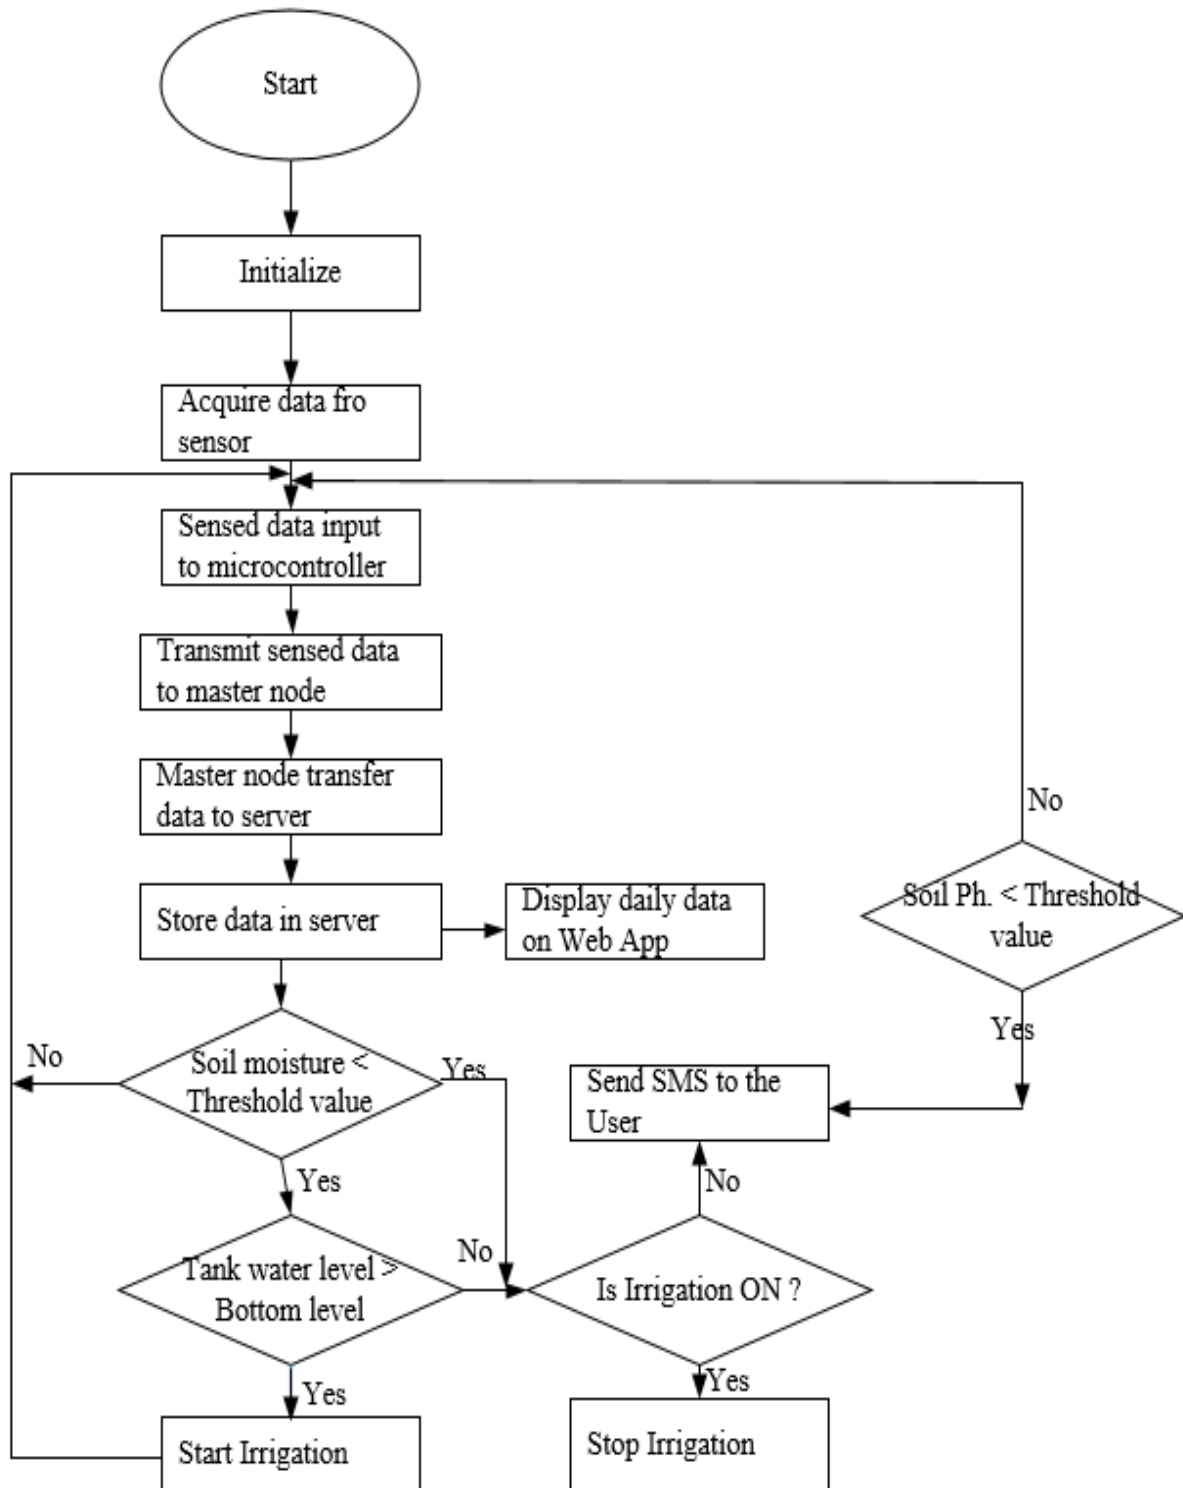 Start
Initialize
Acquire data fro
sensor
Sensed data input
to microcontroller
Transmit sensed data
to master node
Master node transfer
data to server
No
Store data in server
Display daily data
on Web App
Soil Ph. < Threshold
value
Yes
No
Soil moisture <
Threshold value
Yes
Send SMS to the
User
Yes
No
No
Tank water level >
Bottom level
Is Irrigation ON ?
Yes
Yes
Start Irrigation
Stop Irrigation